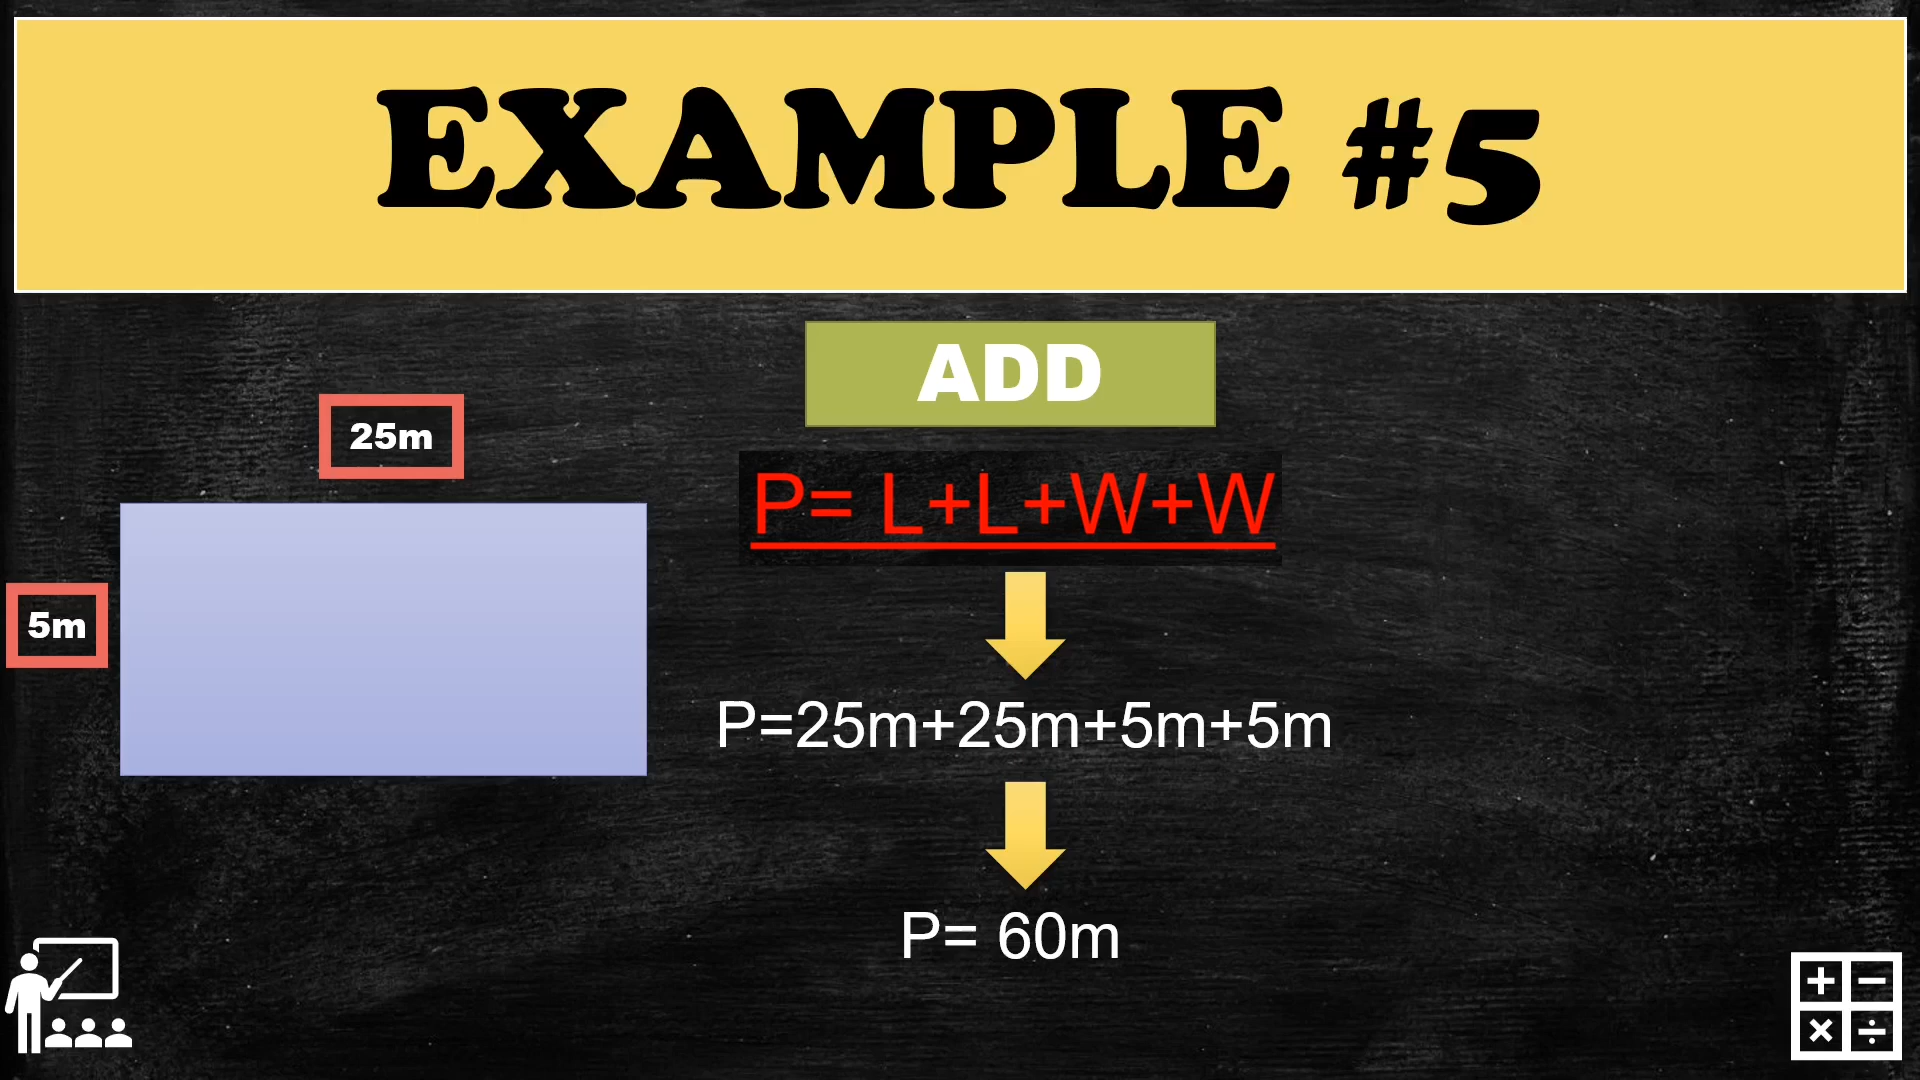 EXAMPLE #5
ADD
25m
P= L+L+W+W
5m
P=25m+25m+5m+5m
P= 60m